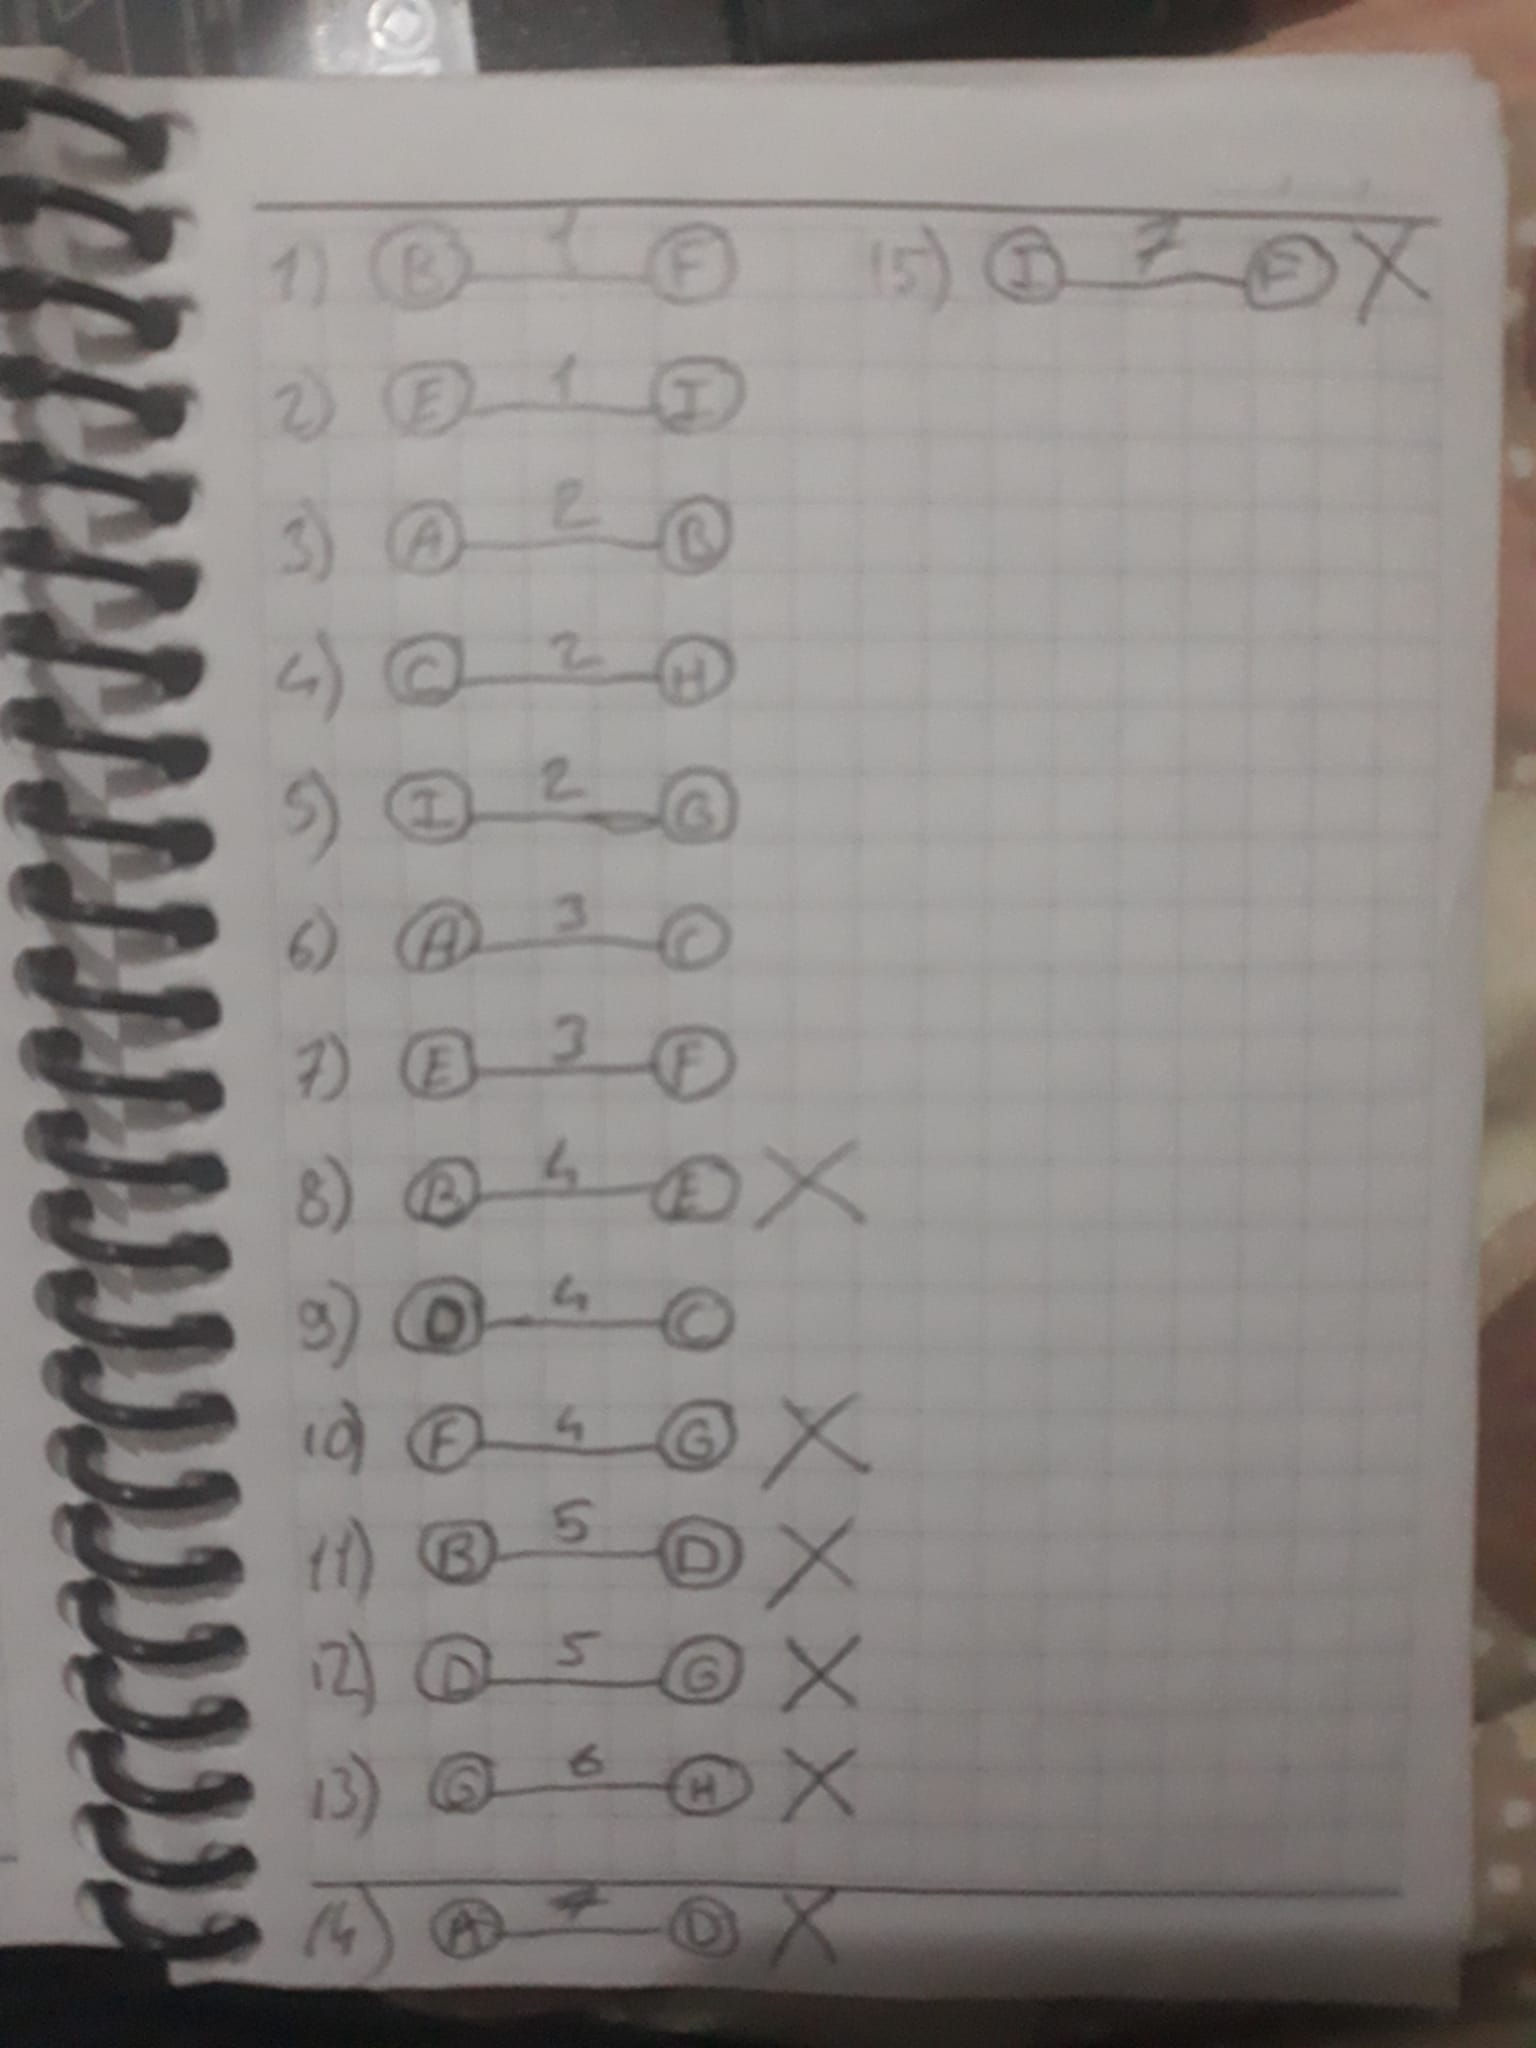 1) B 1 F
2) E 1 I
3) A 2 B
4) C 2 H
5) I 2 G
6) A 3 C
7) E 3 F
8) B 4 E X
9) D 4 C
10) F 4 G X
11) B 5 D X
12) D 5 G X
13) G 6 H X
14) A 7 D X
15) I 7 F X